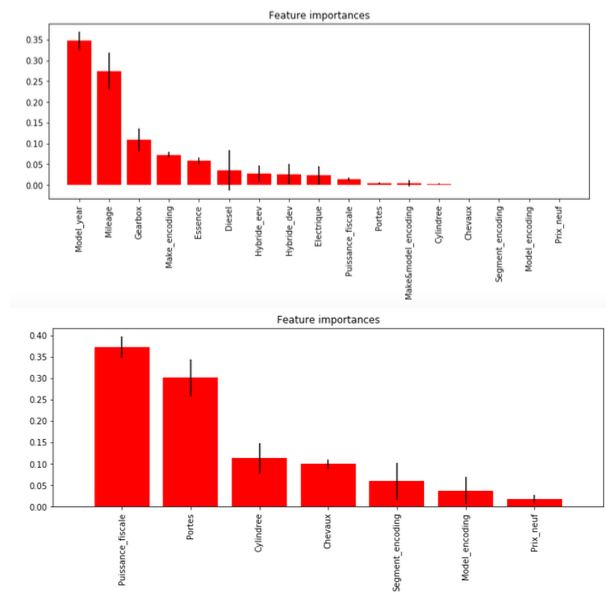 Feature importances
0.35
0.30
0.25
0.20
0.15
0.10
0.05
0.00
Model_year
Mileage
Gearbox
Make_encoding
Essence
Diesel
Hybride_eev
Hybride_dev
Electrique
Puissance_fiscale
Portes
Make&model_encoding
Cylindree
Chevaux
Segment_encoding
Model_encoding
Prix_neuf
Feature importances
0.40
0.35
0.30
0.25
0.20
0.15
0.10
0.05
0.00
Puissance_fiscale
Portes
Cylindree
Chevaux
Segment_encoding
Model_encoding
Prix_neuf